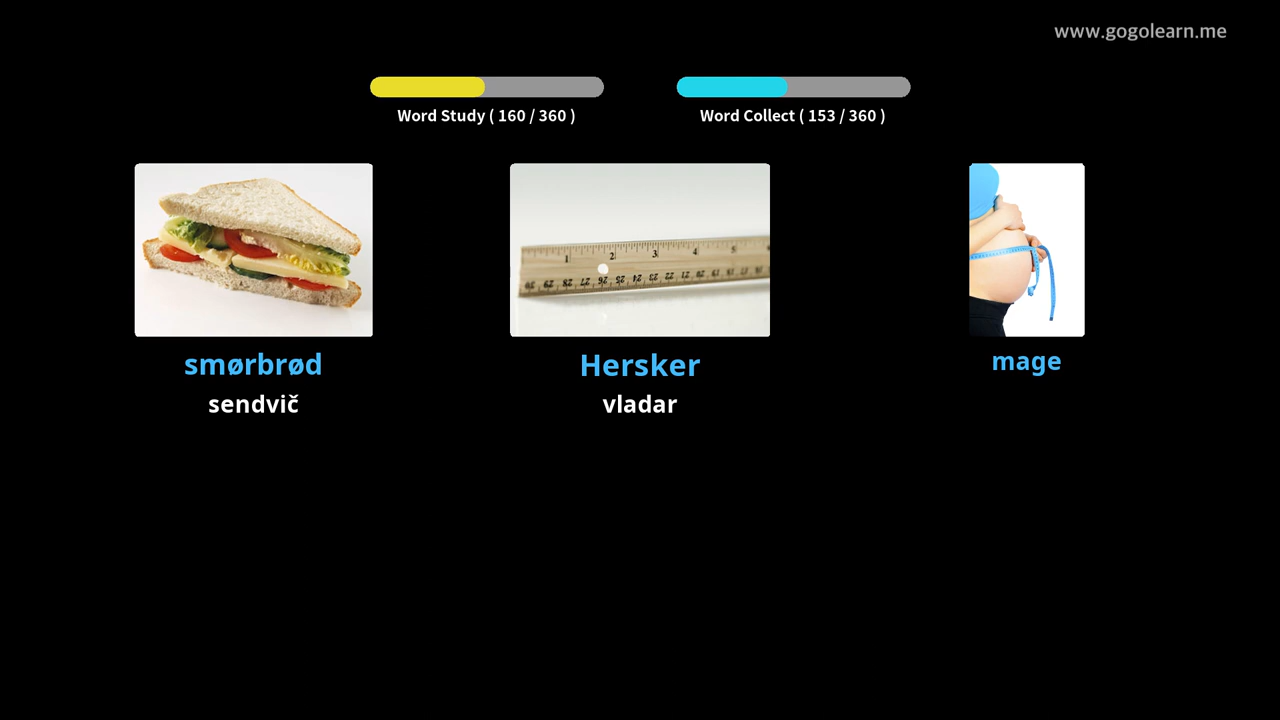 www.gogolearn.me
Word Study ( 160 / 360 )
Word Collect ( 153 / 360 )
smørbrød
sendvič
Hersker
vladar
mage